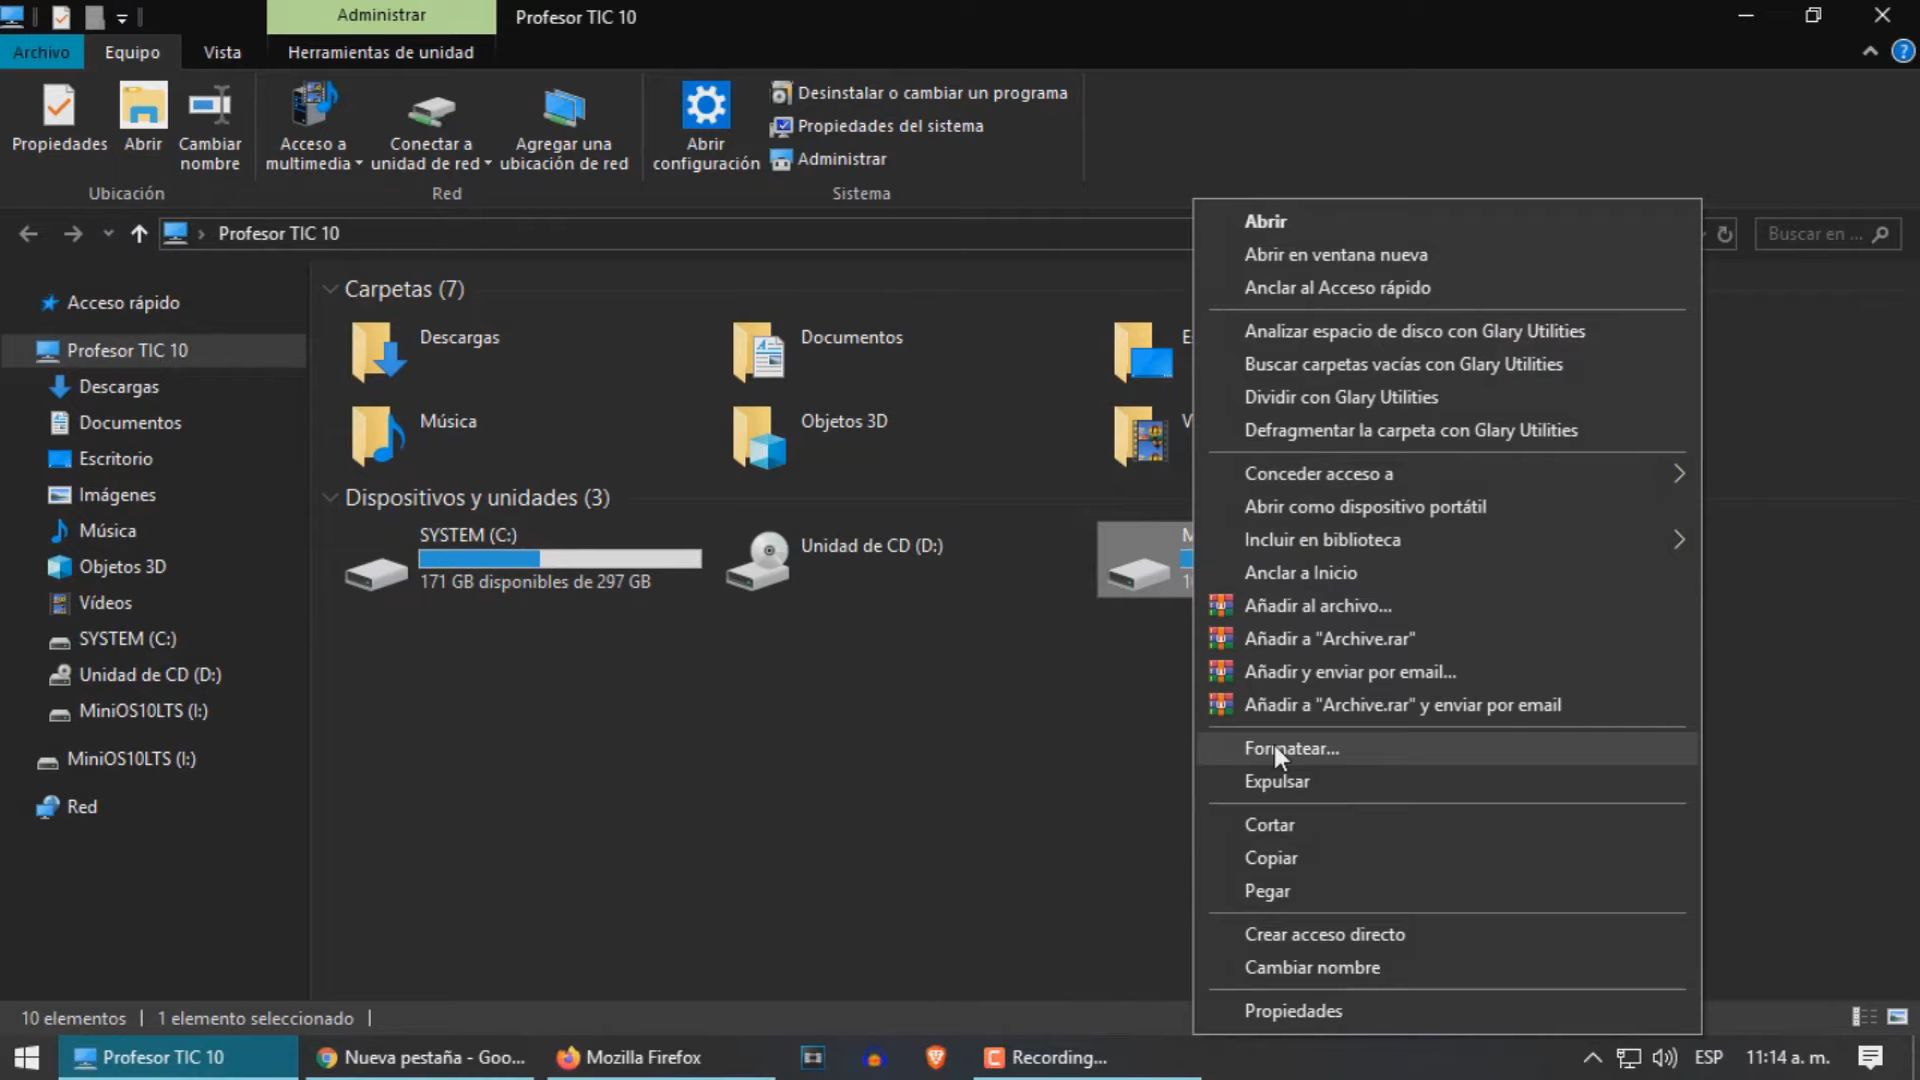 Administrar
Profesor TIC 10
Archivo
Equipo
Vista
Herramientas de unidad
Propiedades
Abrir
Cambiar
nombre
Ubicación
Acceso a
multimedia
Conectar a
unidad de red
Agregar una
ubicación de red
Red
Abrir
configuración
Desinstalar o cambiar un programa
Propiedades del sistema
Administrar
Sistema
Profesor TIC 10
Buscar en ...
Acceso rápido
Profesor TIC 10
Descargas
Documentos
Escritorio
Imágenes
Música
Objetos 3D
Vídeos
SYSTEM (C:)
Unidad de CD (D:)
MiniOS10LTS (I:)
MiniOS10LTS (I:)
Red
Carpetas (7)
Descargas
Documentos
E
Música
Objetos 3D
V
Dispositivos y unidades (3)
SYSTEM (C:)
171 GB disponibles de 297 GB
Unidad de CD (D:)
M
Abrir
Abrir en ventana nueva
Anclar al Acceso rápido
Analizar espacio de disco con Glary Utilities
Buscar carpetas vacías con Glary Utilities
Dividir con Glary Utilities
Defragmentar la carpeta con Glary Utilities
Conceder acceso a
Abrir como dispositivo portátil
Incluir en biblioteca
Anclar a Inicio
Añadir al archivo...
Añadir a "Archive.rar"
Añadir y enviar por email...
Añadir a "Archive.rar" y enviar por email
Formatear...
Expulsar
Cortar
Copiar
Pegar
Crear acceso directo
Cambiar nombre
Propiedades
10 elementos
1 elemento seleccionado
Profesor TIC 10
Nueva pestaña - Goo...
Mozilla Firefox
Recording...
ESP
11:14 a. m.